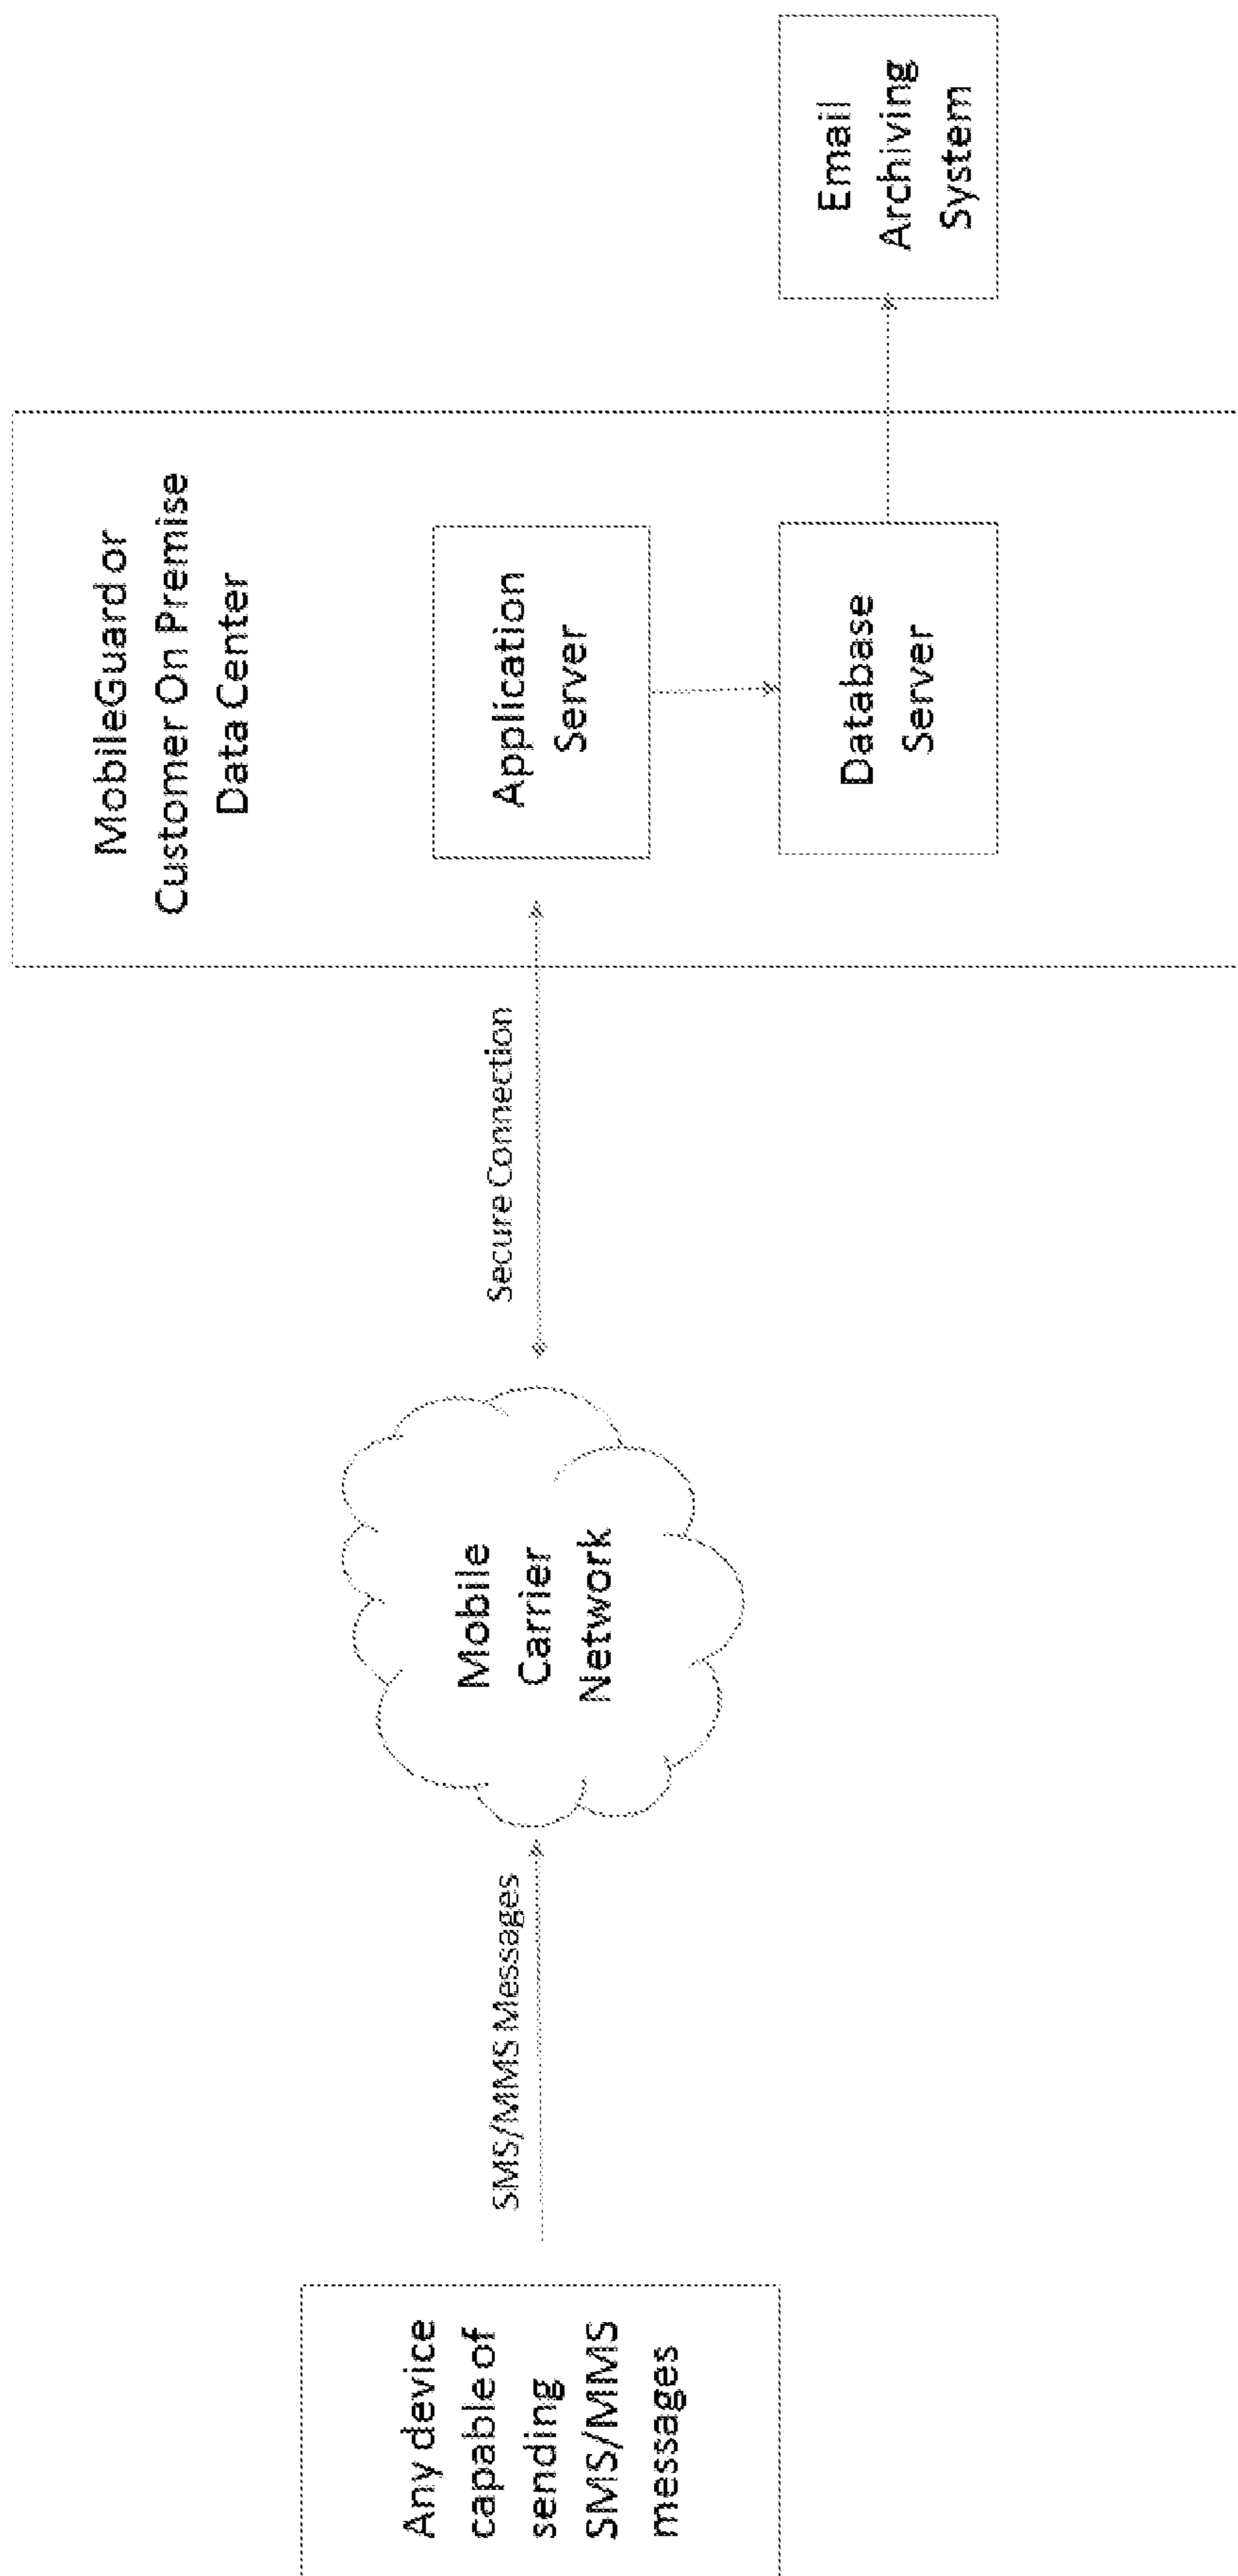 Any device
capable of
sending
SMS/MMS
messages
SMS/MMS Messages
Mobile
Carrier
Network
Secure Connection
MobileGuard or
Customer On Premise
Data Center
Application
Server
Database
Server
Email
Archiving
System